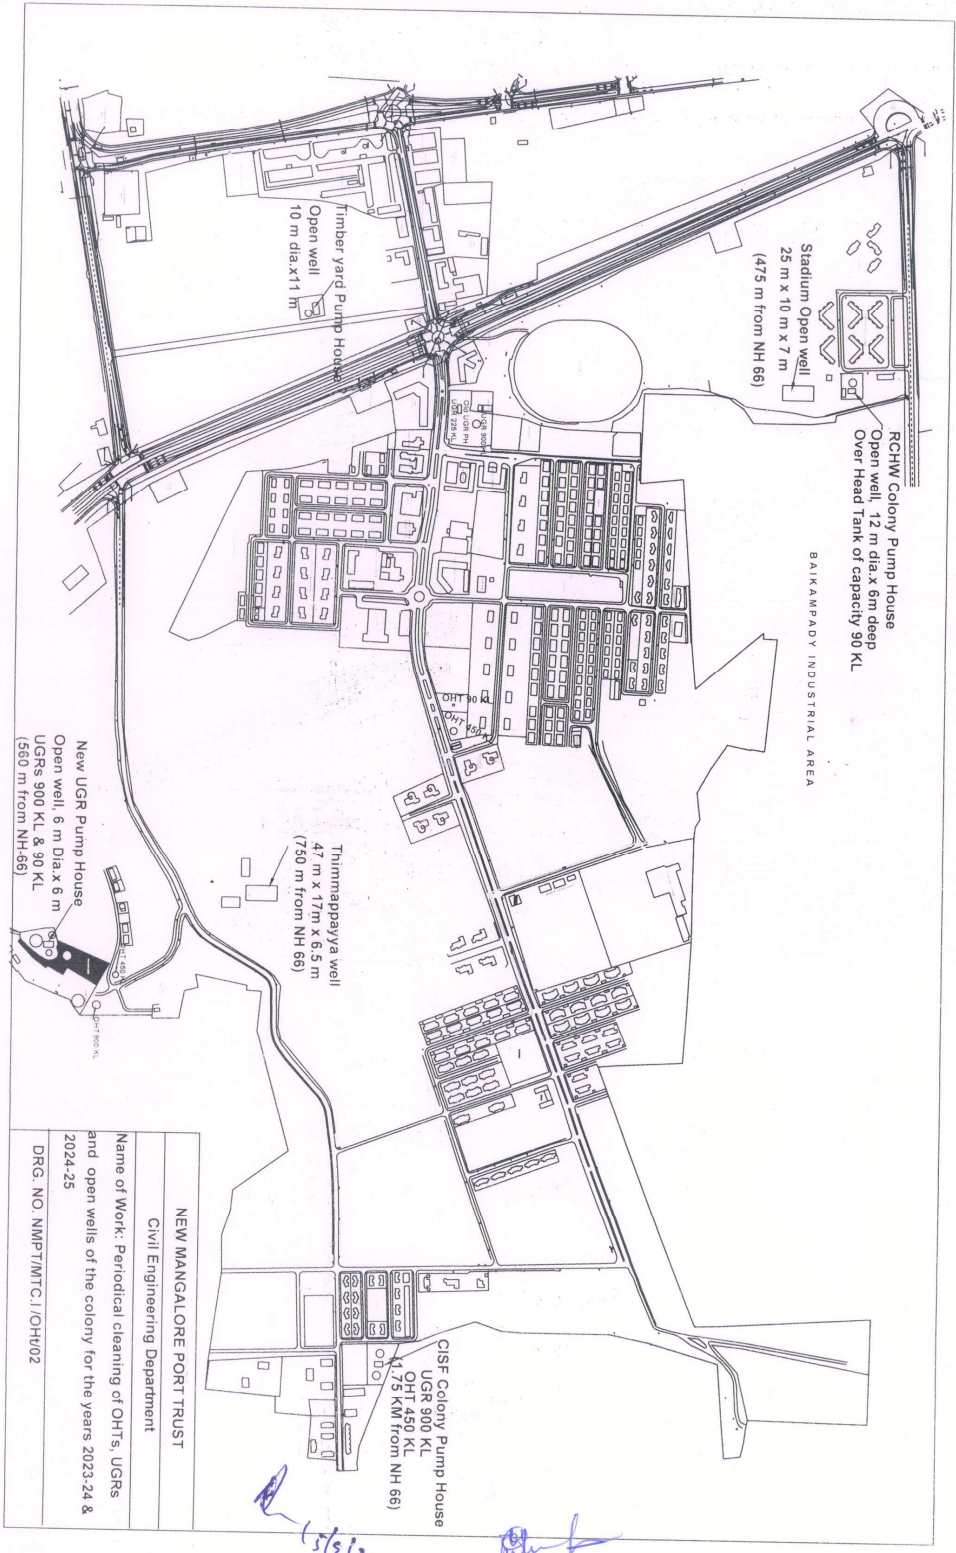 RCHW Colony Pump House
Open well, 12 m dia.x 6m deep
Over Head Tank of capacity 90 KL
Stadium Open well
25 m x 10 m x 7 m
(475 m from NH 66)
BAIKAMPADY INDUSTRIAL AREA
Timber yard Pump House
Open well
10 m dia.x11 m
UGR 900
Old UGR PH
UGR 225 KL
OHT 90 KL
OHT 450
Thimmappayya well
47 m x 17m x 6.5 m
(750 m from NH 66)
New UGR Pump House
Open well, 6 m Dia.x 6 m
UGRs 900 KL & 90 KL
(560 m from NH-66)
HT 450
OHT 900 KL
CISF Colony Pump House
UGR 900 KL
OHT 450 KL
(1.75 KM from NH 66)
NEW MANGALORE PORT TRUST
Civil Engineering Department
Name of Work: Periodical cleaning of OHTs, UGRs
and open wells of the colony for the years 2023-24 &
2024-25
DRG. NO. NMPT/MTC.I /OHt/02